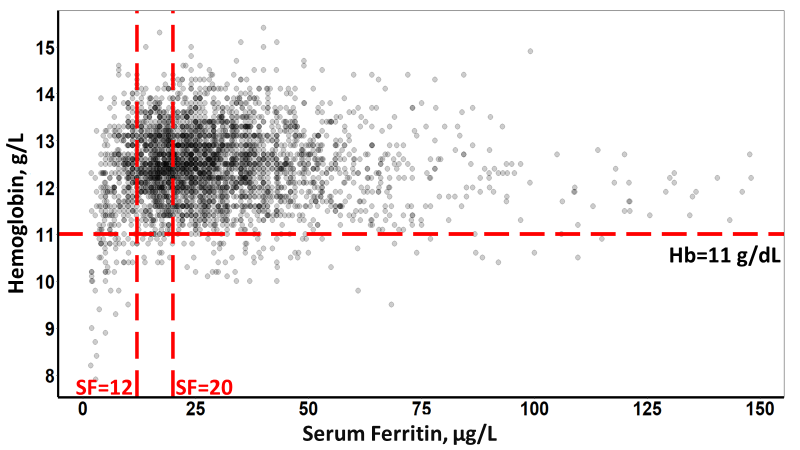 Hemoglobin, g/L
15
14
13
12
11
10
9
8
Hb=11 g/dL
SF=12
SF=20
0 25 50 75 100 125 150
Serum Ferritin, µg/L